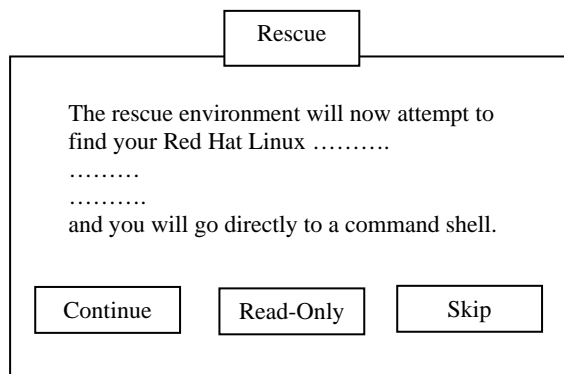 Rescue
The rescue environment will now attempt to
find your Red Hat Linux ……….
………
……….
and you will go directly to a command shell.
Continue
Read-Only
Skip